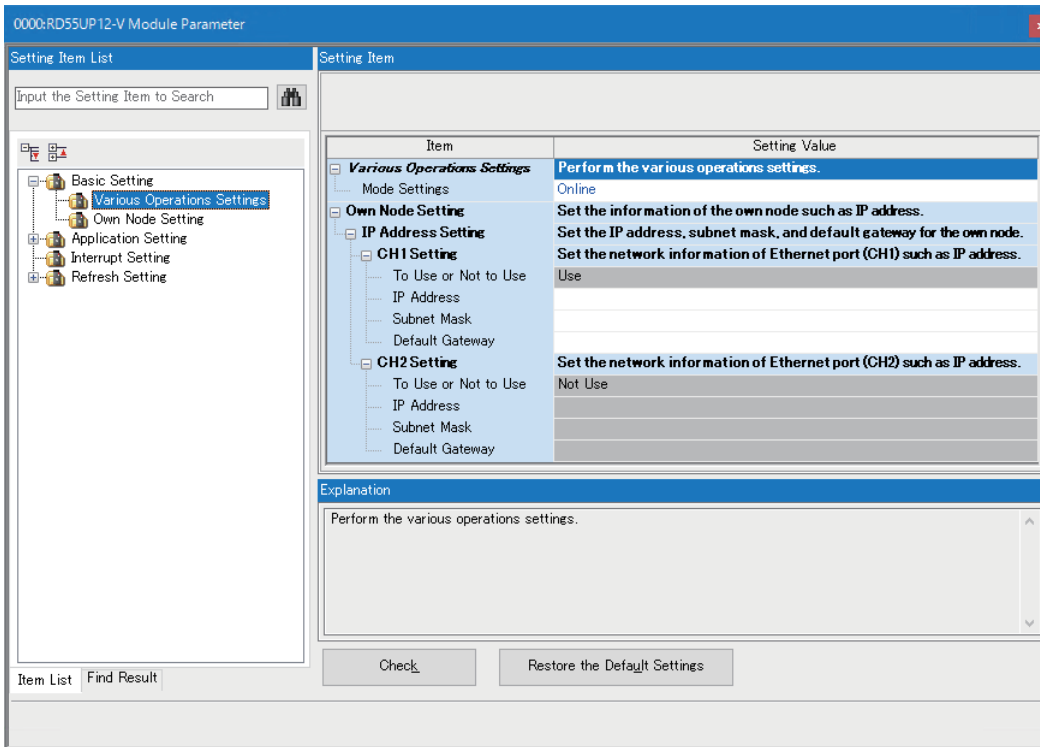 0000:RD55UP12-V Module Parameter
Setting Item List
Input the Setting Item to Search
Basic Setting
Various Operations Settings
Own Node Setting
Application Setting
Interrupt Setting
Refresh Setting
Item List Find Result
Setting Item
Item Setting Value
Various Operations Settings Perform the various operations settings.
Mode Settings Online
Own Node Setting Set the information of the own node such as IP address.
IP Address Setting Set the IP address, subnet mask, and default gateway for the own node.
CH1 Setting Set the network information of Ethernet port (CH1) such as IP address.
To Use or Not to Use Use
IP Address
Subnet Mask
Default Gateway
CH2 Setting Set the network information of Ethernet port (CH2) such as IP address.
To Use or Not to Use Not Use
IP Address
Subnet Mask
Default Gateway
Explanation
Perform the various operations settings.
Check Restore the Default Settings